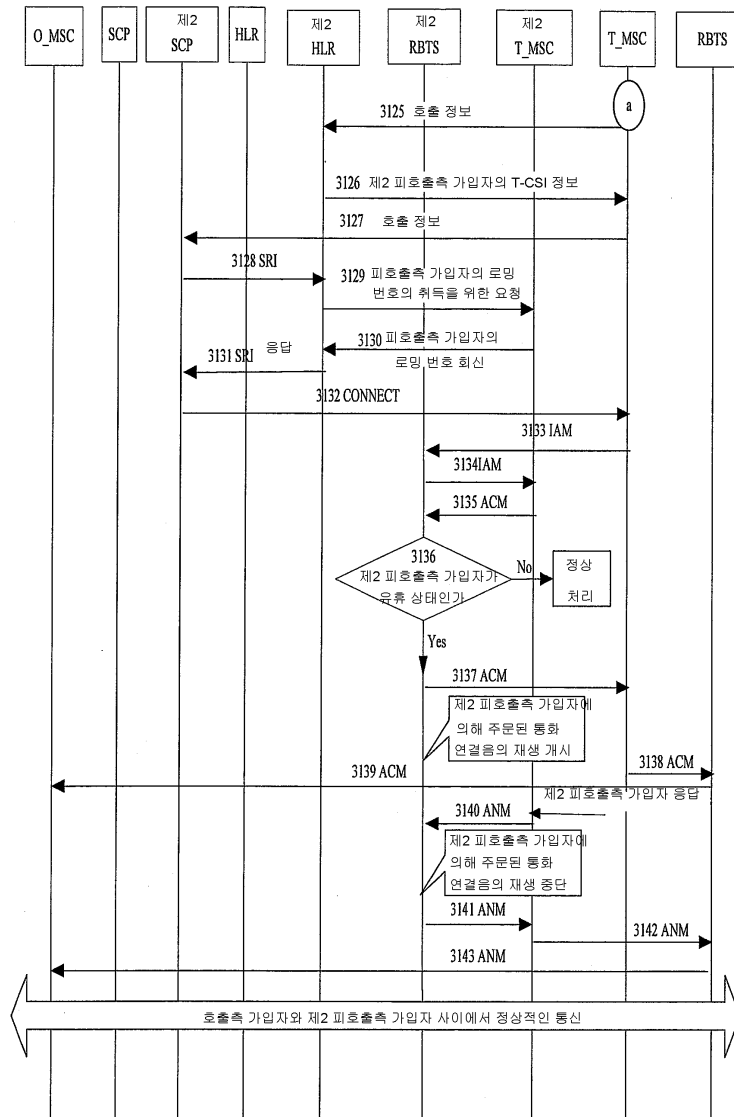 O_MSC
SCP
제2
SCP
HLR
제2
HLR
제2
RBTS
제2
T_MSC
T_MSC
RBTS
a
3125 호출 정보
3126 제2 피호출측 가입자의 T-CSI 정보
3127 호출 정보
3128 SRI
3129 피호출측 가입자의 로밍
번호의 취득을 위한 요청
3130 피호출측 가입자의
로밍 번호 회신
3131 SRI 응답
3132 CONNECT
3133 IAM
3134IAM
3135 ACM
3136
제2 피호출측 가입자가
유휴 상태인가
No
정상
처리
Yes
3137 ACM
제2 피호출측 가입자에
의해 주문된 통화
연결음의 재생 개시
3138 ACM
3139 ACM
제2 피호출측 가입자 응답
3140 ANM
제2 피호출측 가입자에
의해 주문된 통화
연결음의 재생 중단
3141 ANM
3142 ANM
3143 ANM
호출측 가입자와 제2 피호출측 가입자 사이에서 정상적인 통신